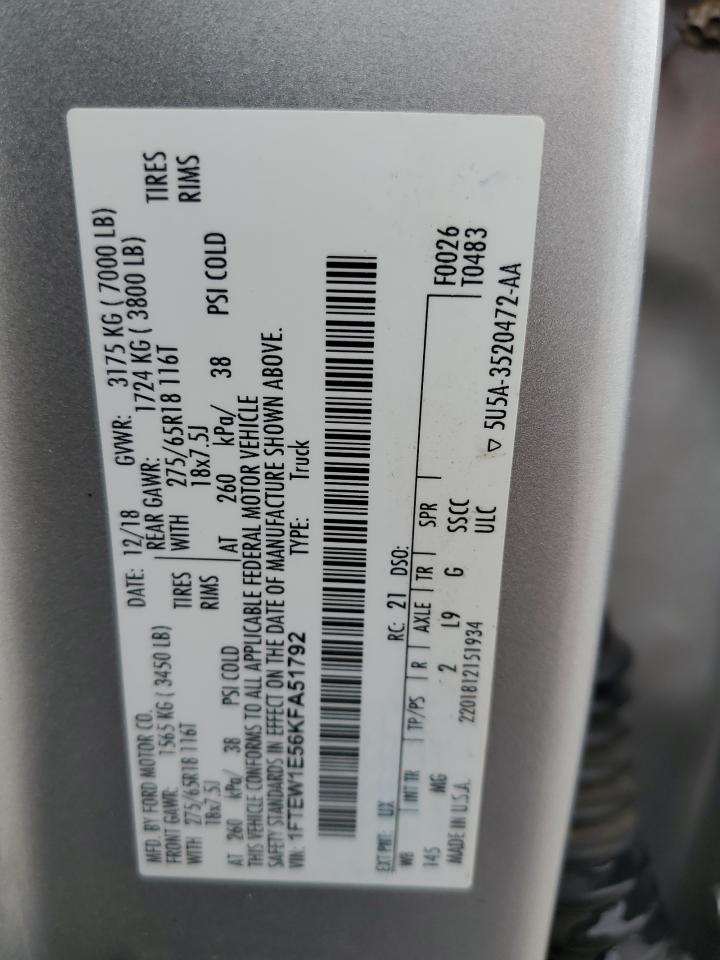 MFD. BY FORD MOTOR CO. DATE: 12/18 GVWR: 3175 KG ( 7000 LB)
FRONT GAWR: 1565 KG ( 3450 LB) REAR GAWR: 1724 KG ( 3800 LB)
WITH 275/65R18 116T TIRES WITH 275/65R18 116T TIRES
18x7.5J RIMS 18x7.5J RIMS
AT 260 kPa/ 38 PSI COLD AT 260 kPa/ 38 PSI COLD
THIS VEHICLE CONFORMS TO ALL APPLICABLE FEDERAL MOTOR VEHICLE
SAFETY STANDARDS IN EFFECT ON THE DATE OF MANUFACTURE SHOWN ABOVE.
VIN: 1FTEW1E56KFA51792 TYPE: Truck
EXT PNT: UX RC: 21 DSO: F0026
WB INT TR TP/PS R AXLE TR SPR T0483
145 MG 2 L9 G SSCC
MADE IN U.S.A. 2201812151934 ULC ▽ 5U5A-3520472-AA